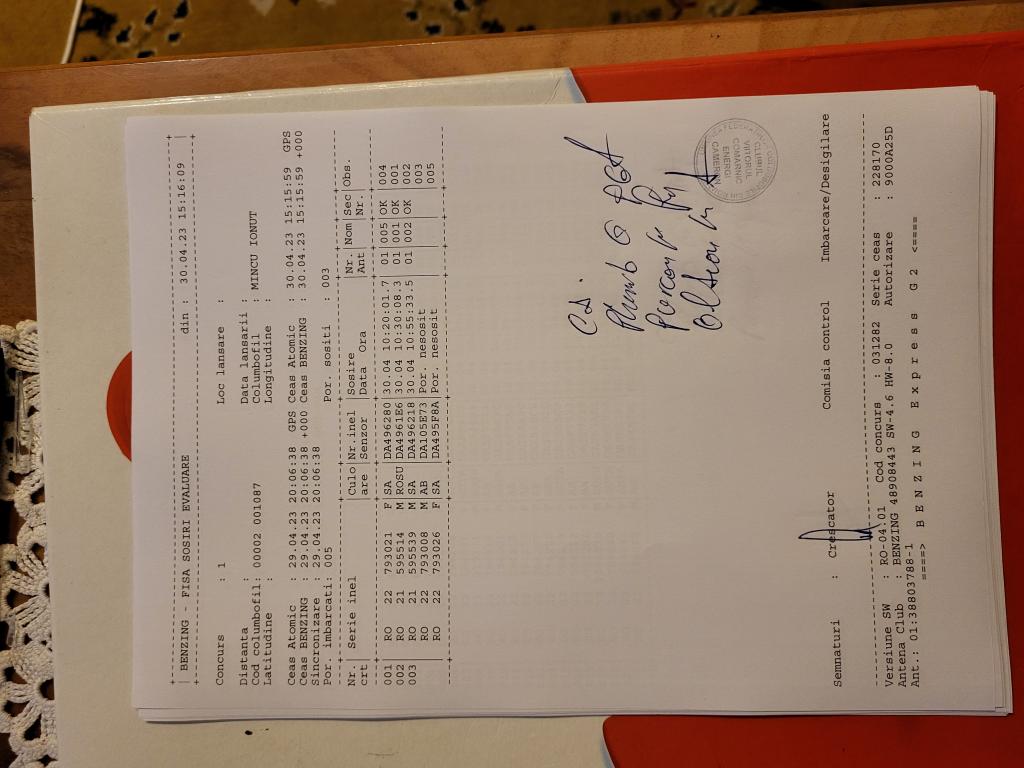 | BENZING - FISA SOSIRI EVALUARE din : 30.04.23 15:16:09 |
Concurs : 1 Loc lansare :
Distanta : Data lansarii :
Cod columbofil: 00002 001087 Columbofil : MINCU IONUT
Latitudine : Longitudine :
Ceas Atomic : 29.04.23 20:06:38 GPS Ceas Atomic : 30.04.23 15:15:59 GPS
Ceas BENZING : 29.04.23 20:06:38 +000 Ceas BENZING : 30.04.23 15:15:59 +000
Sincronizare : 29.04.23 20:06:38
Por. imbarcati: 005 Por. sositi : 003
Nr. | Serie inel | Culo | Nr.inel | Sosire | Nr. | Nom | Sec | Obs.
crt | | are | Senzor | Data Ora | Ant | | Nr. |
001| RO 22 793021 F | SA | DA496280 | 30.04 10:20:01.7 | 01 | 005 | OK | 004
002| RO 21 595514 M | ROSU | DA4961E6 | 30.04 10:30:08.3 | 01 | 001 | OK | 001
003| RO 21 595539 M | SA | DA496218 | 30.04 10:55:33.5 | 01 | 002 | OK | 002
| RO 22 793008 M | AB | DA105E73 | Por. nesosit | | | | 003
| RO 22 793026 F | SA | DA495F8A | Por. nesosit | | | | 005
CLUBUL
VIITORUL
COMARNIC
ENERGI
CAMERIN
Semnaturi : Crescator Comisia control Imbarcare/Desigilare
Versiune SW : RO-04.01 Cod concurs : 031282 Serie ceas : 228170
Antena Club : BENZING 48908443 SW-4.6 HW-8.0 Autorizare : 9000A25D
Ant.: 01:38803788-1
====> B E N Z I N G E x p r e s s G 2 <====